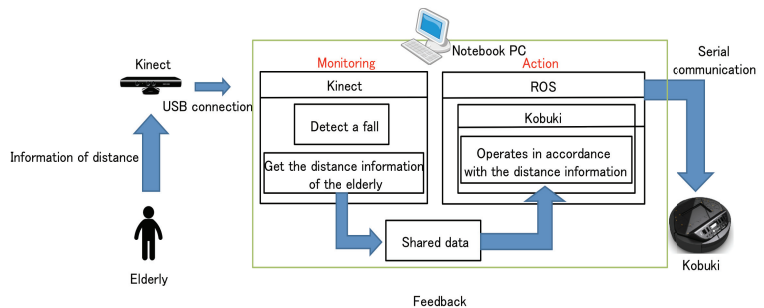 Notebook PC
Serial
communication
Kinect
Monitoring
Action
Kinect
ROS
USB connection
Kobuki
Detect a fall
Information of distance
Get the distance information
of the elderly
Operates in accordance
with the distance information
Shared data
Elderly
Kobuki
Feedback